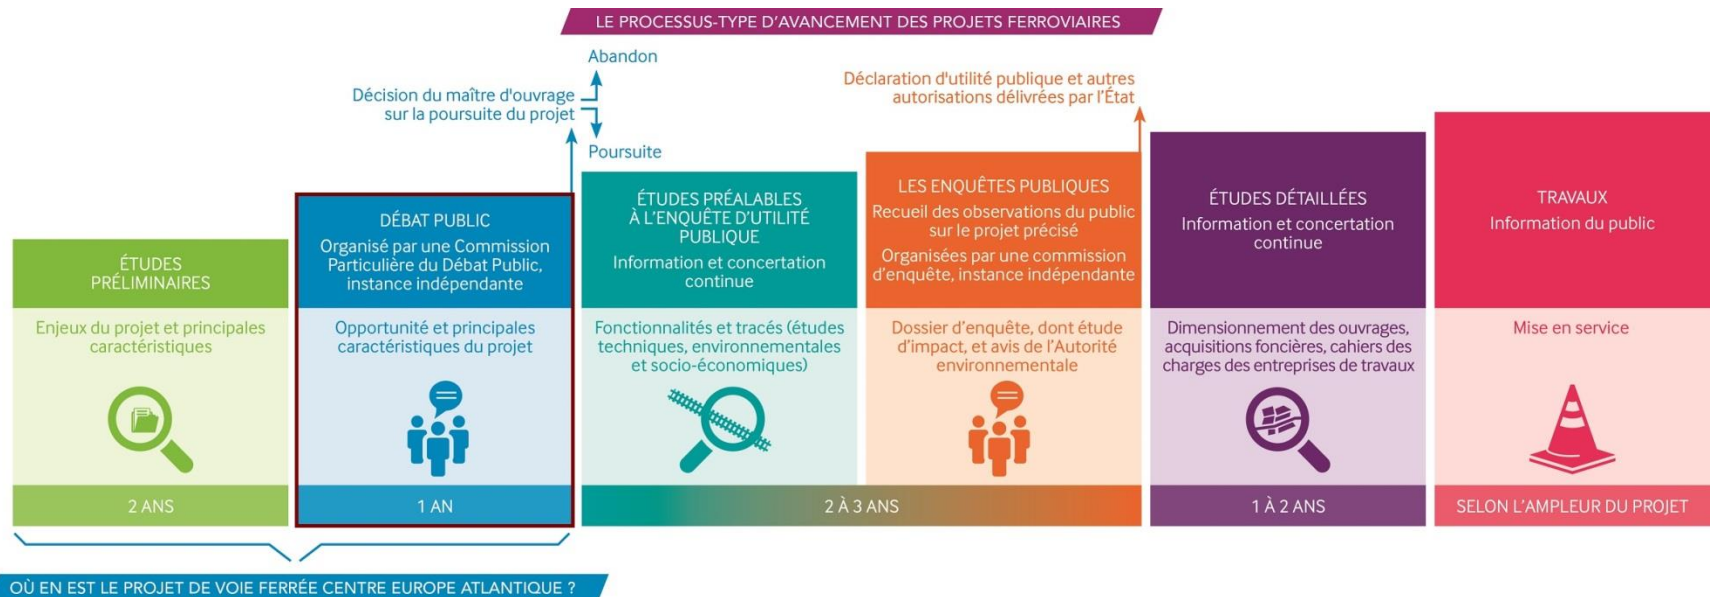 LE PROCESSUS-TYPE D'AVANCEMENT DES PROJETS FERROVIAIRES
Abandon
Décision du maître d'ouvrage
sur la poursuite du projet
Poursuite
Déclaration d'utilité publique et autres
autorisations délivrées par l'État
ÉTUDES
PRÉLIMINAIRES
Enjeux du projet et principales
caractéristiques
2 ANS
DÉBAT PUBLIC
Organisé par une Commission
Particulière du Débat Public,
instance indépendante
Opportunité et principales
caractéristiques du projet
1 AN
ÉTUDES PRÉALABLES
À L'ENQUÊTE D'UTILITÉ
PUBLIQUE
Information et concertation
continue
Fonctionnalités et tracés (études
techniques, environnementales
et socio-économiques)
LES ENQUÊTES PUBLIQUES
Recueil des observations du public
sur le projet précisé
Organisées par une commission
d'enquête, instance indépendante
Dossier d'enquête, dont étude
d'impact, et avis de l'Autorité
environnementale
2 À 3 ANS
ÉTUDES DÉTAILLÉES
Information et concertation
continue
Dimensionnement des ouvrages,
acquisitions foncières, cahiers des
charges des entreprises de travaux
1 À 2 ANS
TRAVAUX
Information du public
Mise en service
SELON L'AMPLEUR DU PROJET
OÙ EN EST LE PROJET DE VOIE FERRÉE CENTRE EUROPE ATLANTIQUE ?